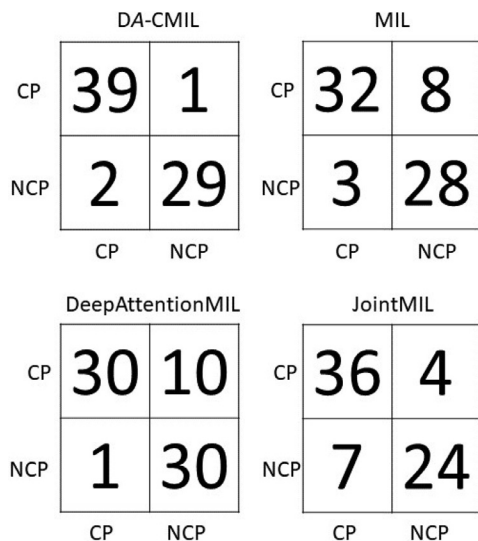 DA-CMIL MIL
CP 39 1 CP 32 8
NCP 2 29 NCP 3 28
CP NCP CP NCP
DeepAttentionMIL JointMIL
CP 30 10 CP 36 4
NCP 1 30 NCP 7 24
CP NCP CP NCP